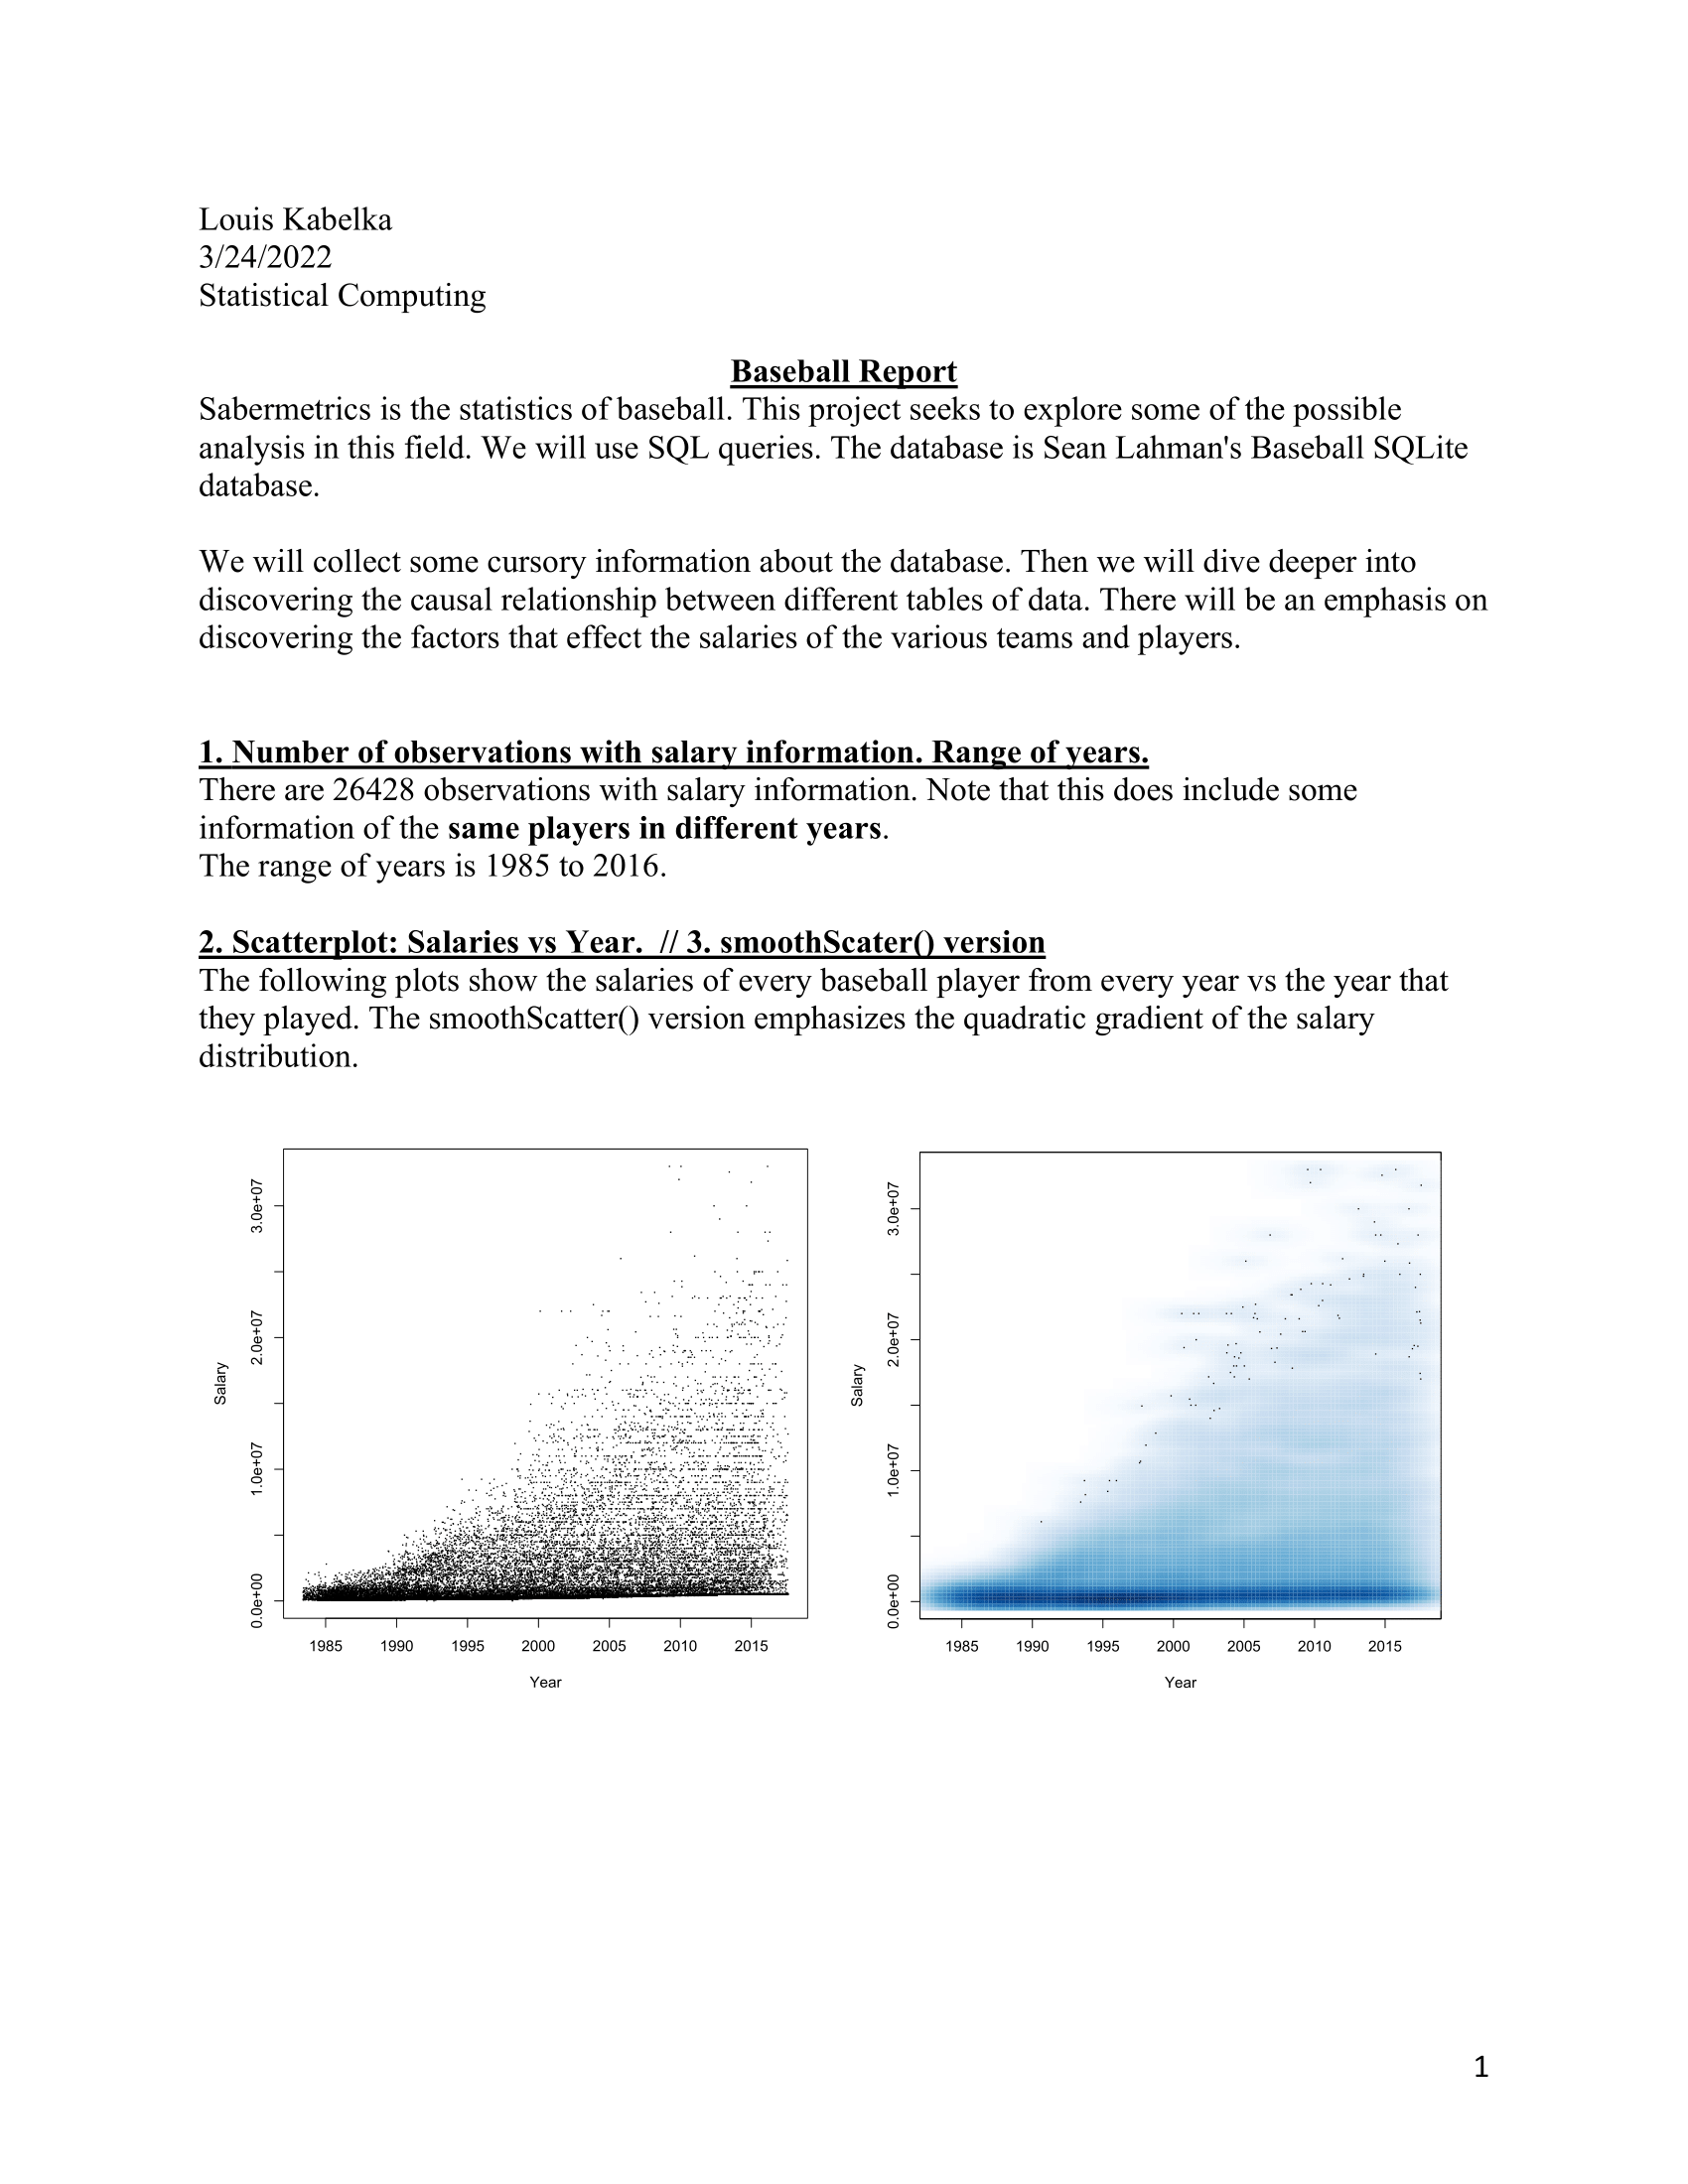 Louis Kabelka
3/24/2022
Statistical Computing
Baseball Report
Sabermetrics is the statistics of baseball. This project seeks to explore some of the possible
analysis in this field. We will use SQL queries. The database is Sean Lahman's Baseball SQLite
database.
We will collect some cursory information about the database. Then we will dive deeper into
discovering the causal relationship between different tables of data. There will be an emphasis on
discovering the factors that effect the salaries of the various teams and players.
1. Number of observations with salary information. Range of years.
There are 26428 observations with salary information. Note that this does include some
information of the same players in different years.
The range of years is 1985 to 2016.
2. Scatterplot: Salaries vs Year.  // 3. smoothScater() version
The following plots show the salaries of every baseball player from every year vs the year that
they played. The smoothScatter() version emphasizes the quadratic gradient of the salary
distribution.
Salary
3.0e+07
2.0e+07
1.0e+07
0.0e+00
1985 1990 1995 2000 2005 2010 2015
Year
Salary
3.0e+07
2.0e+07
1.0e+07
0.0e+00
1985 1990 1995 2000 2005 2010 2015
Year
1